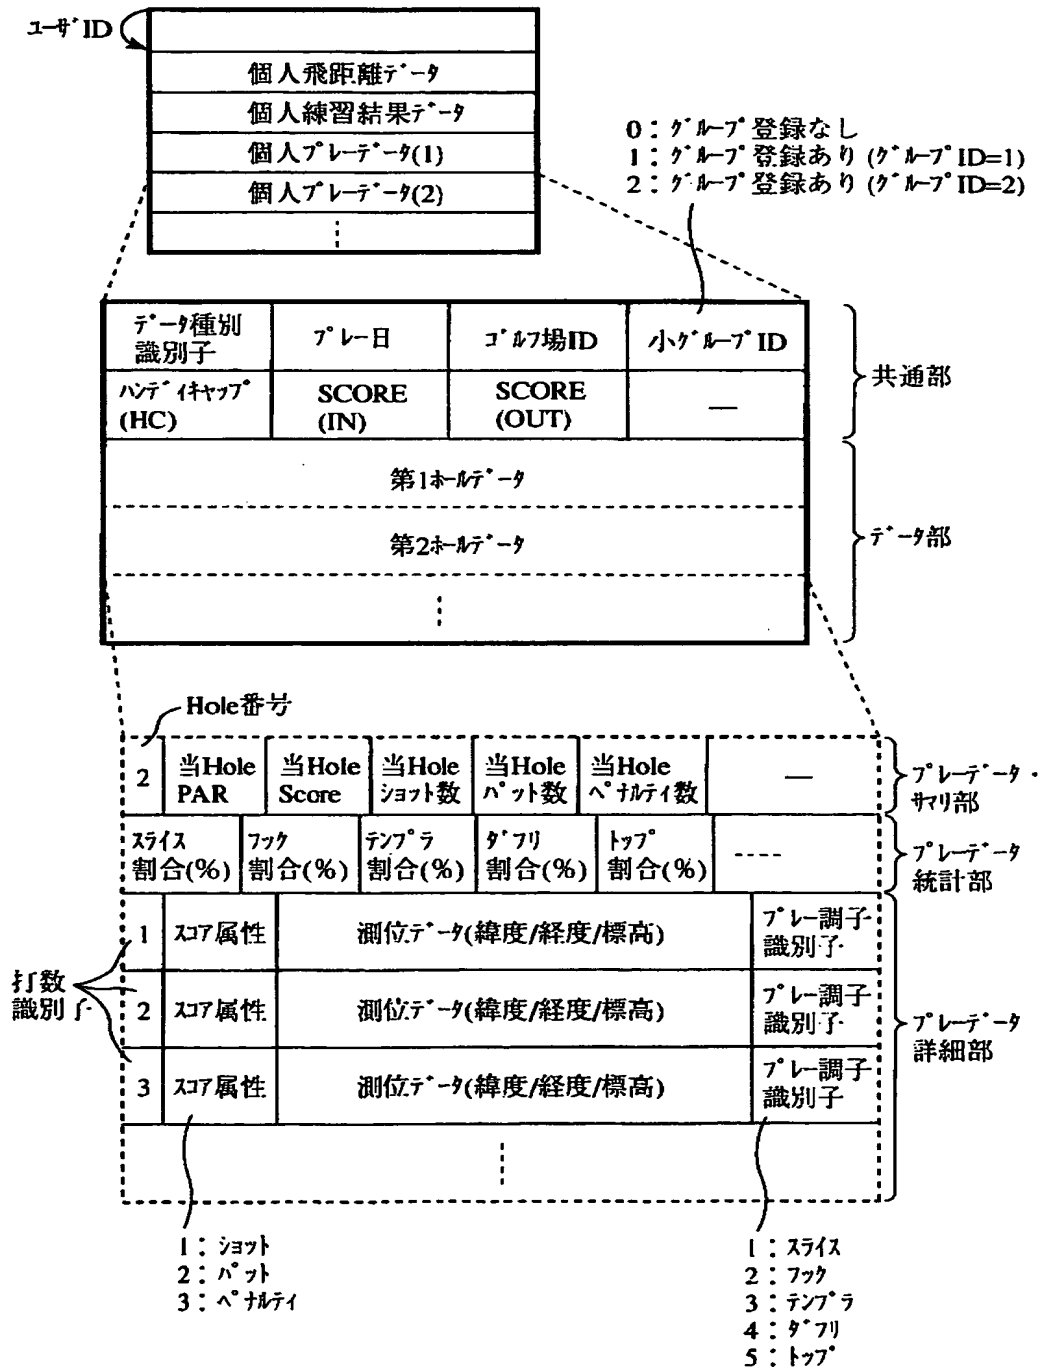 ﾕｰｻﾞID
個人飛距離ﾃﾞｰﾀ
個人練習結果ﾃﾞｰﾀ
個人ﾌﾟﾚｰﾃﾞｰﾀ(1)
個人ﾌﾟﾚｰﾃﾞｰﾀ(2)
0：ｸﾞﾙｰﾌﾟ登録なし
1：ｸﾞﾙｰﾌﾟ登録あり(ｸﾞﾙｰﾌﾟID=1)
2：ｸﾞﾙｰﾌﾟ登録あり(ｸﾞﾙｰﾌﾟID=2)
ﾃﾞｰﾀ種別
識別子
ﾌﾟﾚｰ日
ｺﾞﾙﾌ場ID
小ｸﾞﾙｰﾌﾟID
ﾊﾝﾃﾞｨｷｬｯﾌﾟ
(HC)
SCORE
(IN)
SCORE
(OUT)
—
共通部
第1ﾎｰﾙﾃﾞｰﾀ
第2ﾎｰﾙﾃﾞｰﾀ
ﾃﾞｰﾀ部
Hole番号
2
当Hole
PAR
当Hole
Score
当Hole
ｼｮｯﾄ数
当Hole
ﾊﾟｯﾄ数
当Hole
ﾍﾟﾅﾙﾃｨ数
—
ﾌﾟﾚｰﾃﾞｰﾀ・
ｻﾏﾘ部
ｽﾗｲｽ
割合(%)
ﾌｯｸ
割合(%)
ﾃﾝﾌﾟﾗ
割合(%)
ﾀﾞﾌﾘ
割合(%)
ﾄｯﾌﾟ
割合(%)
----
ﾌﾟﾚｰﾃﾞｰﾀ
統計部
打数
識別子
1
ｽｺｱ属性
測位ﾃﾞｰﾀ(緯度/経度/標高)
ﾌﾟﾚｰ調子
識別子
2
ｽｺｱ属性
測位ﾃﾞｰﾀ(緯度/経度/標高)
ﾌﾟﾚｰ調子
識別子
3
ｽｺｱ属性
測位ﾃﾞｰﾀ(緯度/経度/標高)
ﾌﾟﾚｰ調子
識別子
ﾌﾟﾚｰﾃﾞｰﾀ
詳細部
1：ｼｮｯﾄ
2：ﾊﾟｯﾄ
3：ﾍﾟﾅﾙﾃｨ
1：ｽﾗｲｽ
2：ﾌｯｸ
3：ﾃﾝﾌﾟﾗ
4：ﾀﾞﾌﾘ
5：ﾄｯﾌﾟ